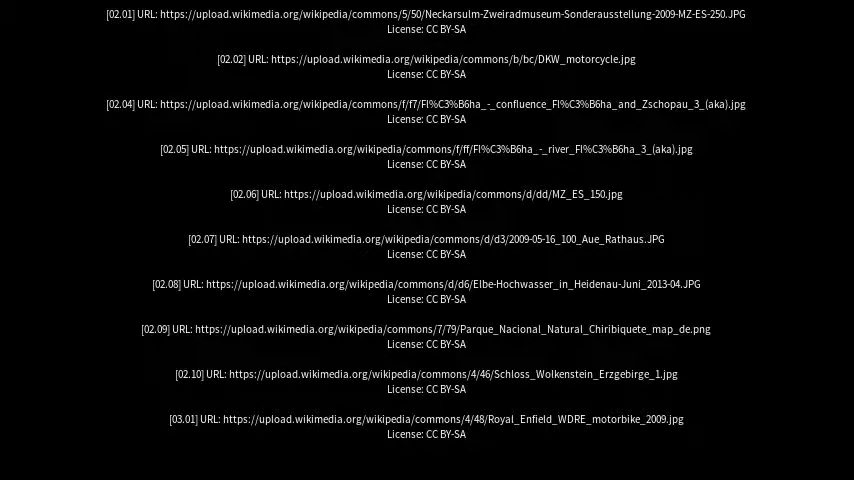 [02.01] URL: https://upload.wikimedia.org/wikipedia/commons/5/50/Neckarsulm-Zweiradmuseum-Sonderausstellung-2009-MZ-ES-250.JPG
License: CC BY-SA
[02.02] URL: https://upload.wikimedia.org/wikipedia/commons/b/bc/DKW_motorcycle.jpg
License: CC BY-SA
[02.04] URL: https://upload.wikimedia.org/wikipedia/commons/f/f7/Fl%C3%B6ha_-_confluence_Fl%C3%B6ha_and_Zschopau_3_(aka).jpg
License: CC BY-SA
[02.05] URL: https://upload.wikimedia.org/wikipedia/commons/f/ff/Fl%C3%B6ha_-_river_Fl%C3%B6ha_3_(aka).jpg
License: CC BY-SA
[02.06] URL: https://upload.wikimedia.org/wikipedia/commons/d/dd/MZ_ES_150.jpg
License: CC BY-SA
[02.07] URL: https://upload.wikimedia.org/wikipedia/commons/d/d3/2009-05-16_100_Aue_Rathaus.JPG
License: CC BY-SA
[02.08] URL: https://upload.wikimedia.org/wikipedia/commons/d/d6/Elbe-Hochwasser_in_Heidenau-Juni_2013-04.JPG
License: CC BY-SA
[02.09] URL: https://upload.wikimedia.org/wikipedia/commons/7/79/Parque_Nacional_Natural_Chiribiquete_map_de.png
License: CC BY-SA
[02.10] URL: https://upload.wikimedia.org/wikipedia/commons/4/46/Schloss_Wolkenstein_Erzgebirge_1.jpg
License: CC BY-SA
[03.01] URL: https://upload.wikimedia.org/wikipedia/commons/4/48/Royal_Enfield_WDRE_motorbike_2009.jpg
License: CC BY-SA